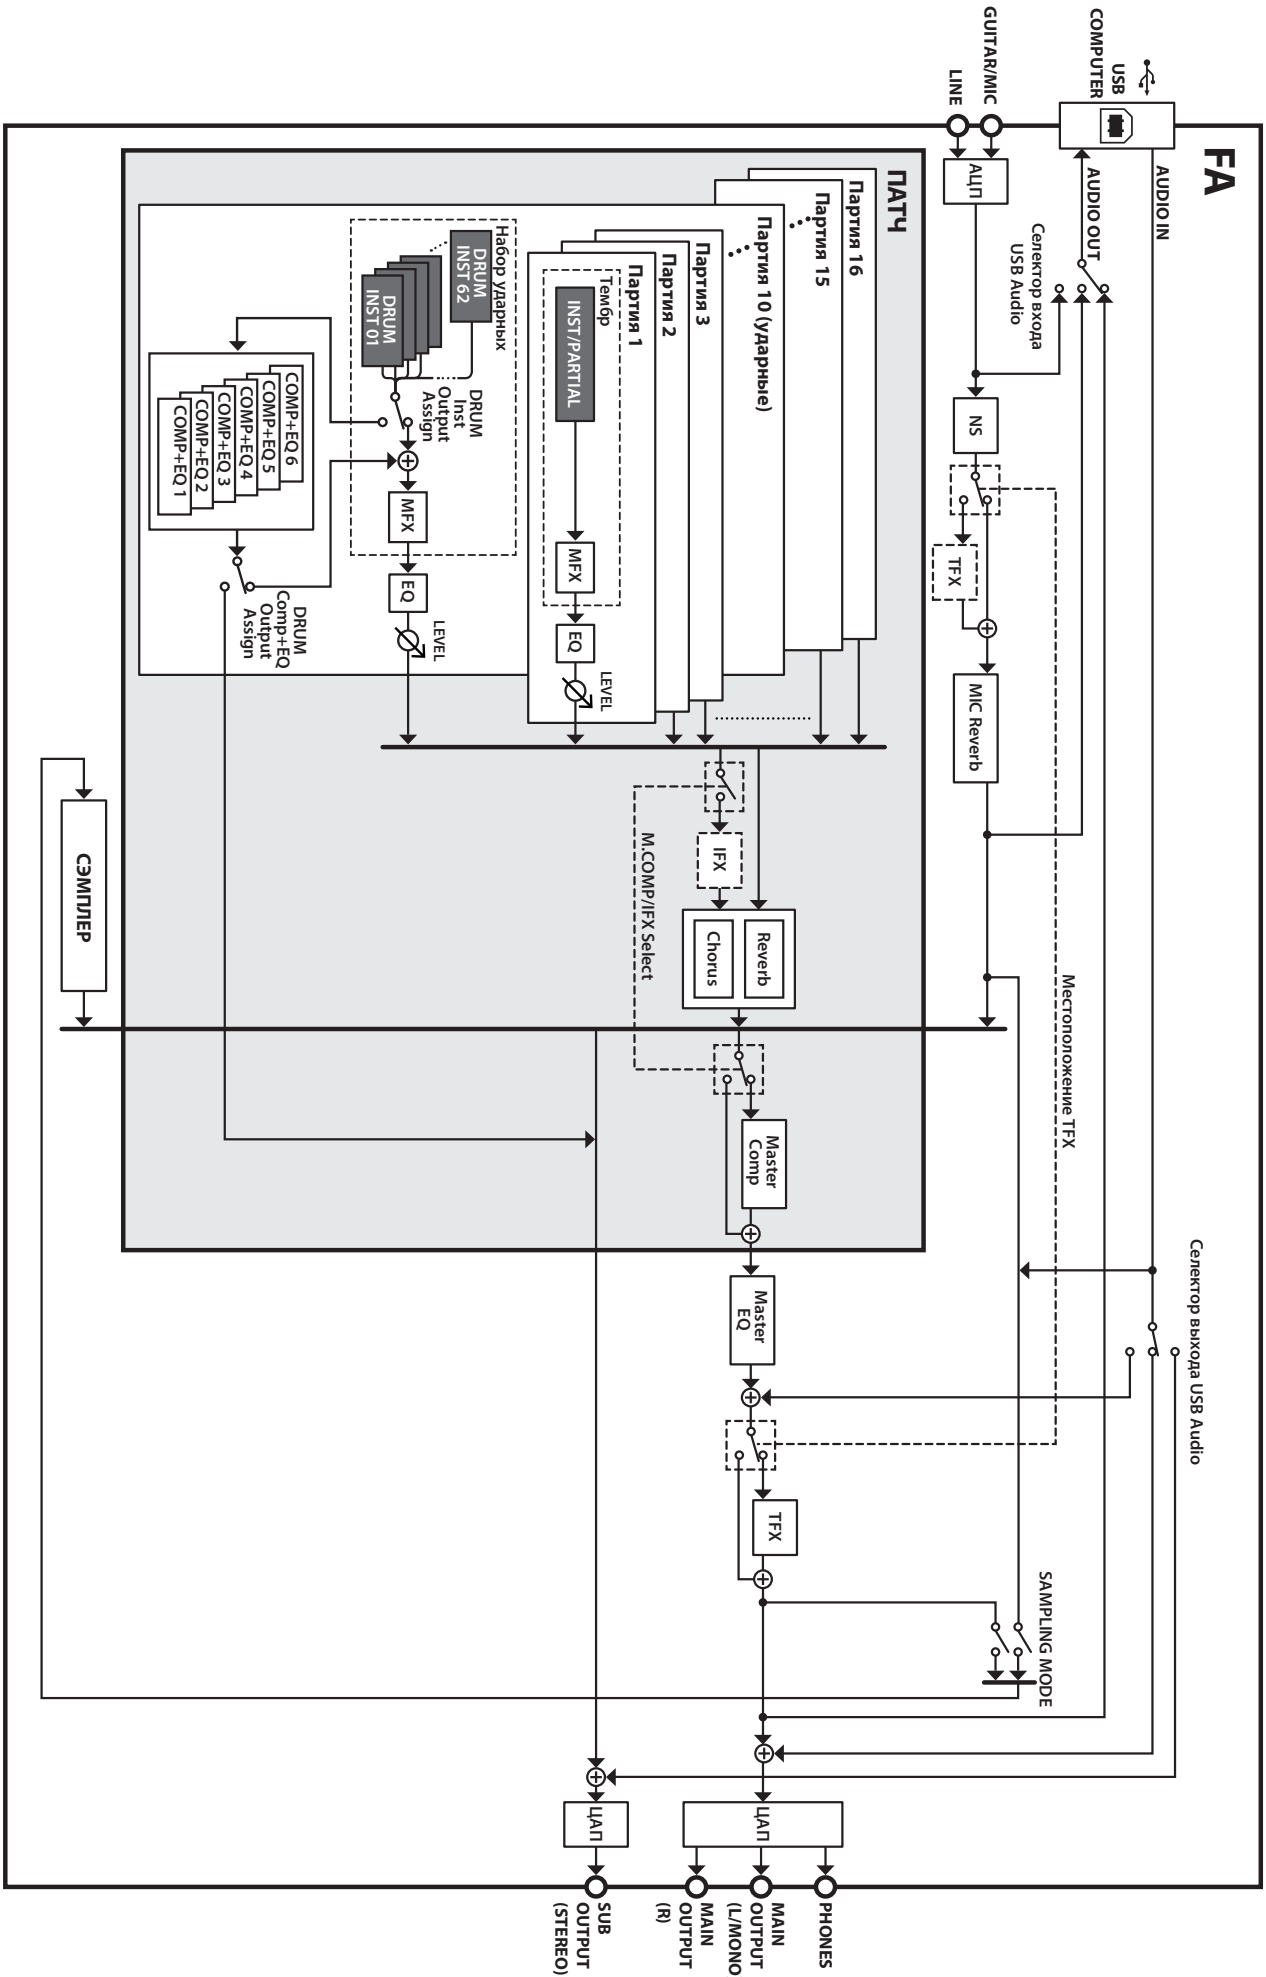 FA
USB
COMPUTER
GUITAR/MIC
LINE
AUDIO IN
AUDIO OUT
Селектор входа
USB Audio
АЦП
NS
TFX
MIC Reverb
Местоположение TFX
Селектор выхода USB Audio
SAMPLING MODE
ПАТЧ
Партия 16
Партия 15
Партия 10 (ударные)
Партия 3
Партия 2
Партия 1
Тембр
INST/PARTIAL
MFX
EQ
LEVEL
Набор ударных
DRUM
INST 62
DRUM
INST 01
DRUM
Inst
Output
Assign
MFX
EQ
LEVEL
COMP+EQ 6
COMP+EQ 5
COMP+EQ 4
COMP+EQ 3
COMP+EQ 2
COMP+EQ 1
DRUM
Comp+EQ
Output
Assign
IFX
M.COMP/IFX Select
Reverb
Chorus
Master
Comp
Master
EQ
TFX
СЭМПЛЕР
ЦАП
ЦАП
PHONES
MAIN
OUTPUT
(L/MONO
MAIN
OUTPUT
(R)
SUB
OUTPUT
(STEREO)